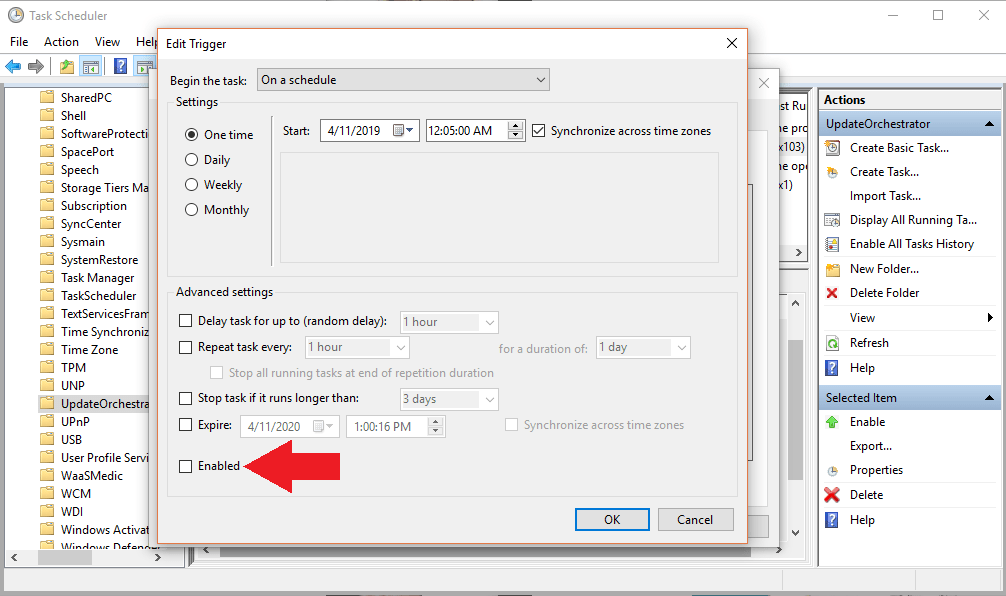 Task Scheduler
File Action View Help
Edit Trigger
Begin the task: On a schedule
Settings
One time
Daily
Weekly
Monthly
Start: 4/11/2019 12:05:00 AM Synchronize across time zones
Advanced settings
Delay task for up to (random delay): 1 hour
Repeat task every: 1 hour for a duration of: 1 day
Stop all running tasks at end of repetition duration
Stop task if it runs longer than: 3 days
Expire: 4/11/2020 1:00:16 PM Synchronize across time zones
Enabled
OK Cancel
SharedPC
Shell
SoftwareProtecti
SpacePort
Speech
Storage Tiers Ma
Subscription
SyncCenter
Sysmain
SystemRestore
Task Manager
TaskScheduler
TextServicesFram
Time Synchroniz
Time Zone
TPM
UNP
UpdateOrchestra
UPnP
USB
User Profile Servi
WaaSMedic
WCM
WDI
Windows Activat
Windows Defende
st Ru
ne pro
x103)
ne ope
x1)
Actions
UpdateOrchestrator
Create Basic Task...
Create Task...
Import Task...
Display All Running Ta...
Enable All Tasks History
New Folder...
Delete Folder
View
Refresh
Help
Selected Item
Enable
Export...
Properties
Delete
Help